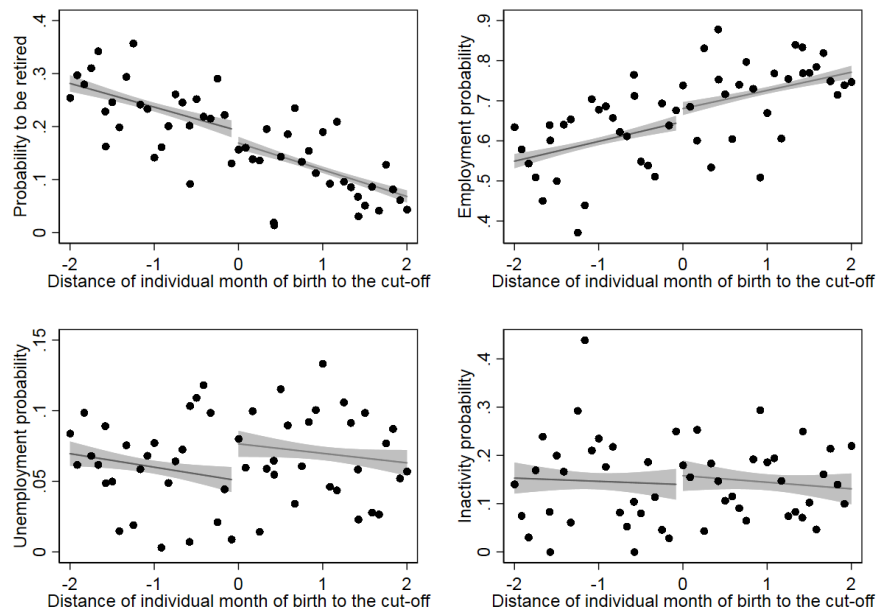 Probability to be retired
.4
.3
.2
.1
0
-2 -1 0 1 2
Distance of individual month of birth to the cut-off
Employment probability
.9
.8
.7
.6
.5
.4
-2 -1 0 1 2
Distance of individual month of birth to the cut-off
Unemployment probability
.15
.1
.05
0
-2 -1 0 1 2
Distance of individual month of birth to the cut-off
Inactivity probability
.4
.3
.2
.1
0
-2 -1 0 1 2
Distance of individual month of birth to the cut-off